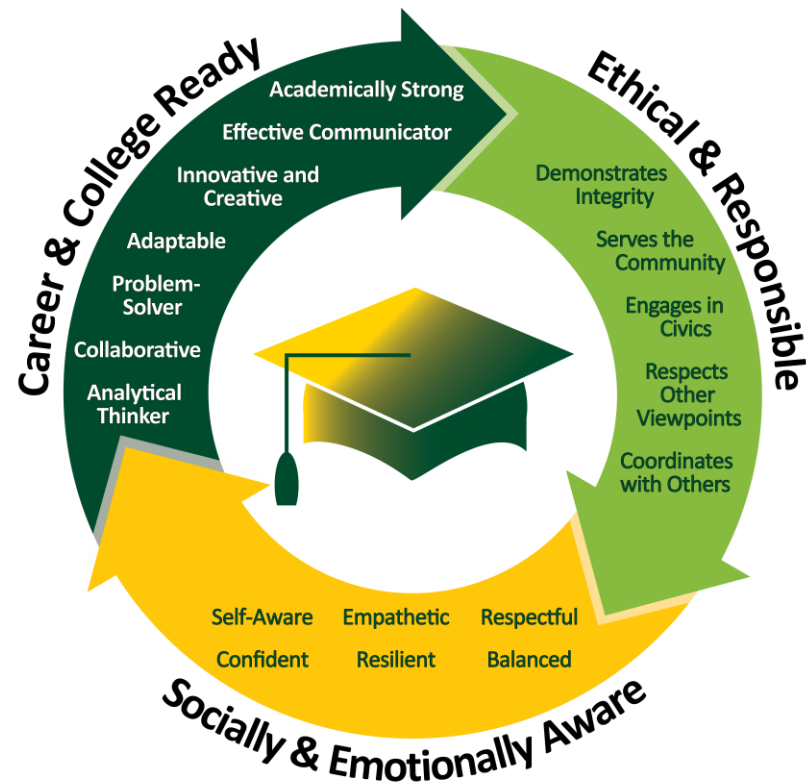 Career & College Ready
Academically Strong
Effective Communicator
Innovative and
Creative
Adaptable
Problem-
Solver
Collaborative
Analytical
Thinker
Ethical & Responsible
Demonstrates
Integrity
Serves the
Community
Engages in
Civics
Respects
Other
Viewpoints
Coordinates
with Others
Self-Aware Empathetic Respectful
Confident Resilient Balanced
Socially & Emotionally Aware